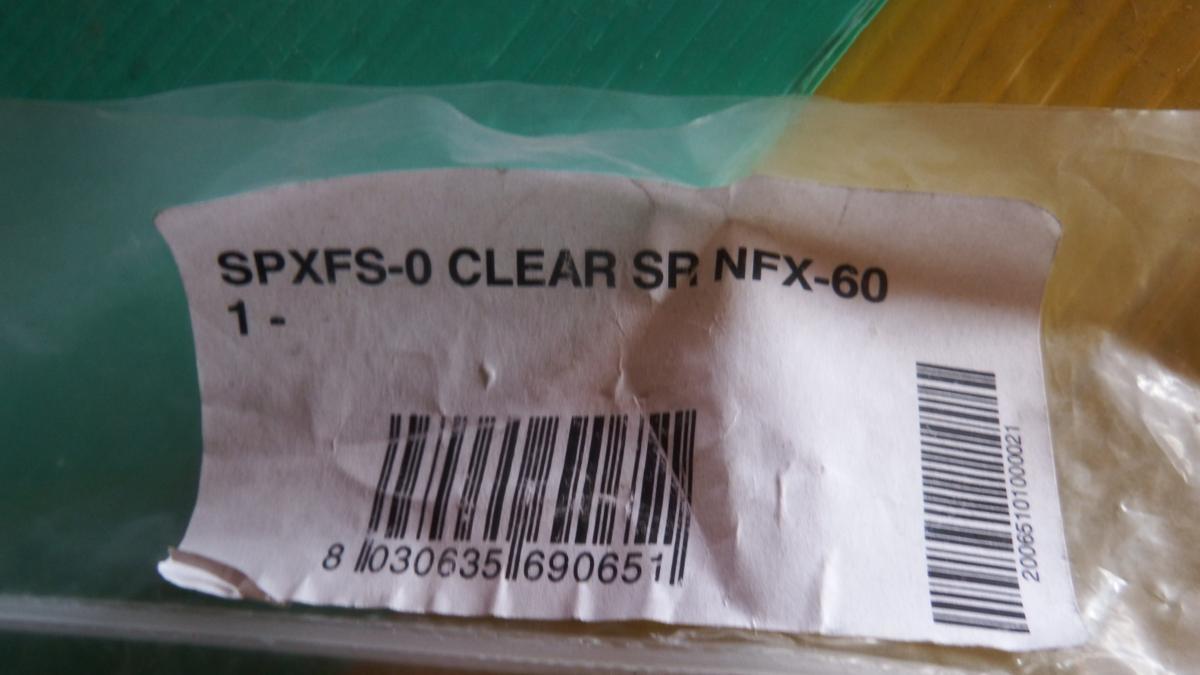 SPXFS-0 CLEAR SR NFX-60
1 -
8 030635 690651
20065101000021